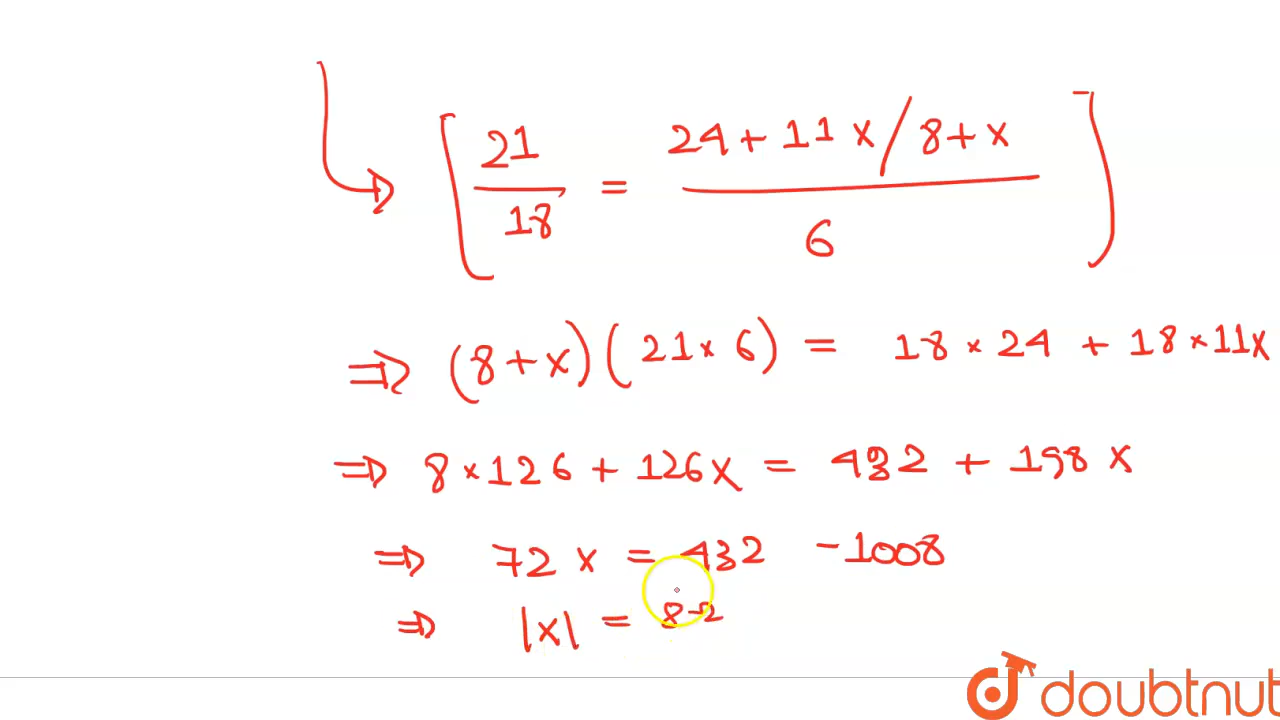 ⇒ [ 21/18 = (24 + 11 x / 8 + x)/6 ]
⇒ (8 + x) (21 × 6) = 18 × 24 + 18 × 11x
⇒ 8 × 126 + 126x = 432 + 198 x
⇒ 72 x = 432 - 1008
⇒ |x| =
doubtnut